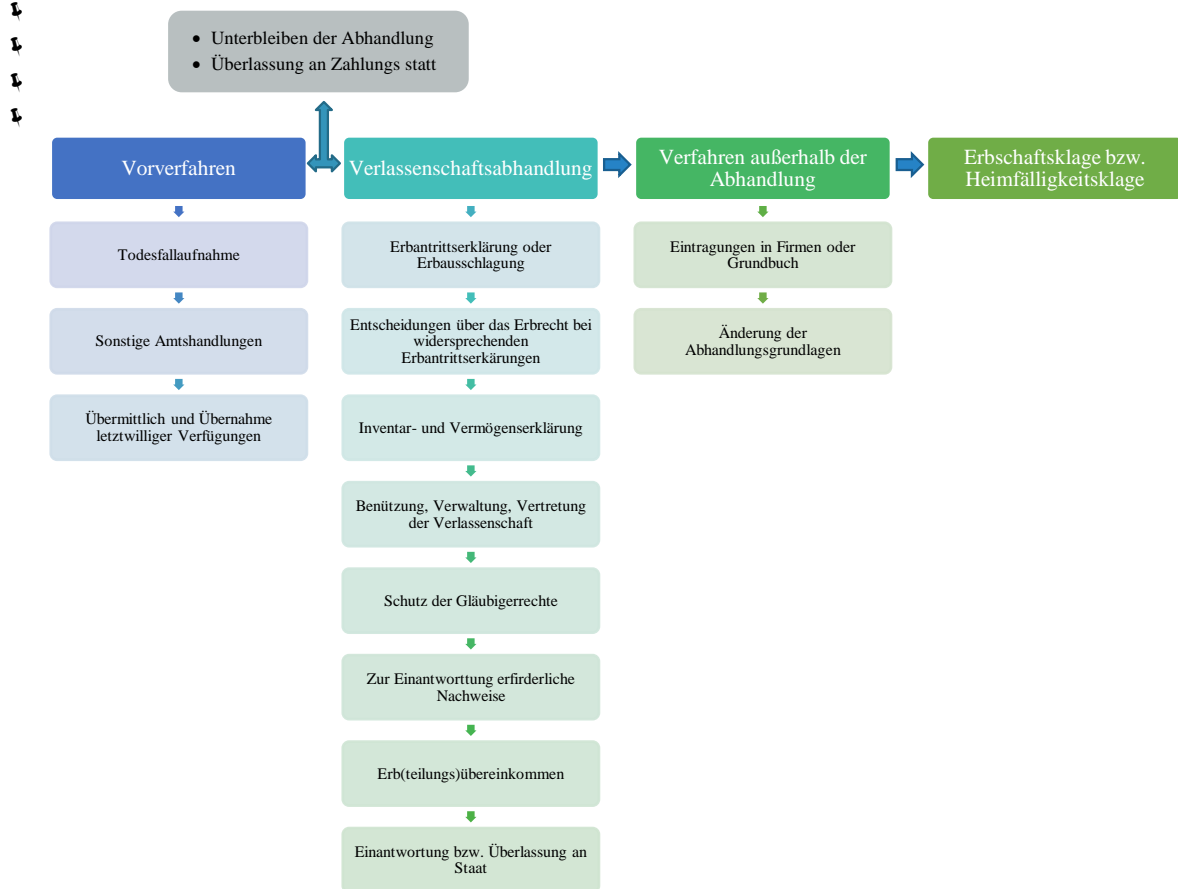 • Unterbleiben der Abhandlung
• Überlassung an Zahlungs statt
Vorverfahren
Todesfallaufnahme
Sonstige Amtshandlungen
Übermittlich und Übernahme
letztwilliger Verfügungen
Verlassenschaftsabhandlung
Erbantrittserklärung oder
Erbausschlagung
Entscheidungen über das Erbrecht bei
widersprechenden
Erbantrittserkärungen
Inventar- und Vermögenserklärung
Benützung, Verwaltung, Vertretung
der Verlassenschaft
Schutz der Gläubigerrechte
Zur Einantworttung erfirderliche
Nachweise
Erb(teilungs)übereinkommen
Einantwortung bzw. Überlassung an
Staat
Verfahren außerhalb der
Abhandlung
Eintragungen in Firmen oder
Grundbuch
Änderung der
Abhandlungsgrundlagen
Erbschaftsklage bzw.
Heimfälligkeitsklage